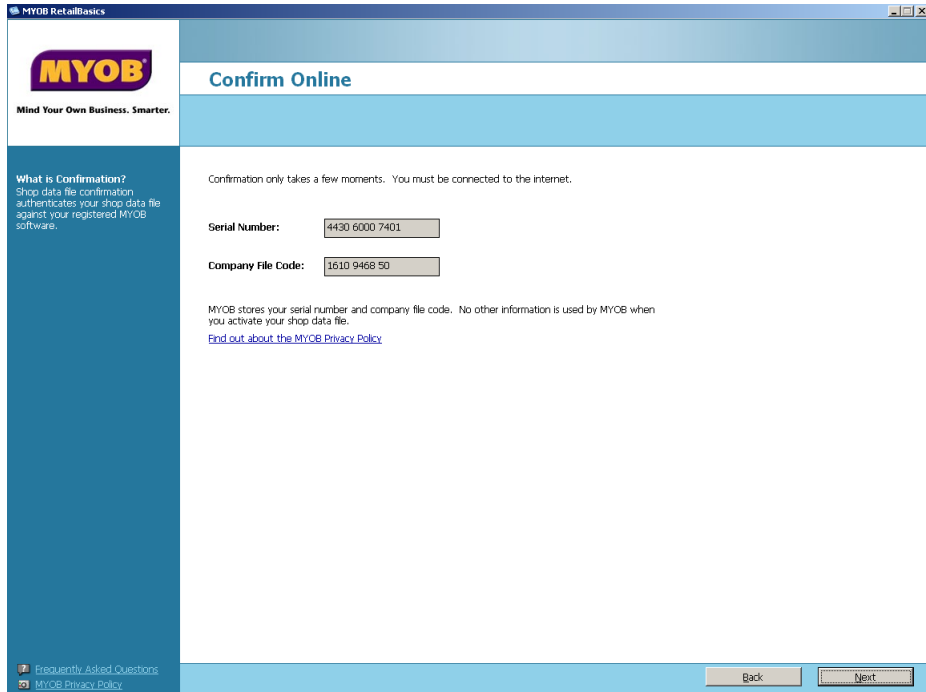 MYOB RetailBasics
MYOB
Mind Your Own Business. Smarter.
Confirm Online
What is Confirmation?
Shop data file confirmation
authenticates your shop data file
against your registered MYOB
software.
Confirmation only takes a few moments. You must be connected to the internet.
Serial Number: 4430 6000 7401
Company File Code: 1610 9468 50
MYOB stores your serial number and company file code. No other information is used by MYOB when
you activate your shop data file.
Find out about the MYOB Privacy Policy
Frequently Asked Questions
MYOB Privacy Policy
Back
Next